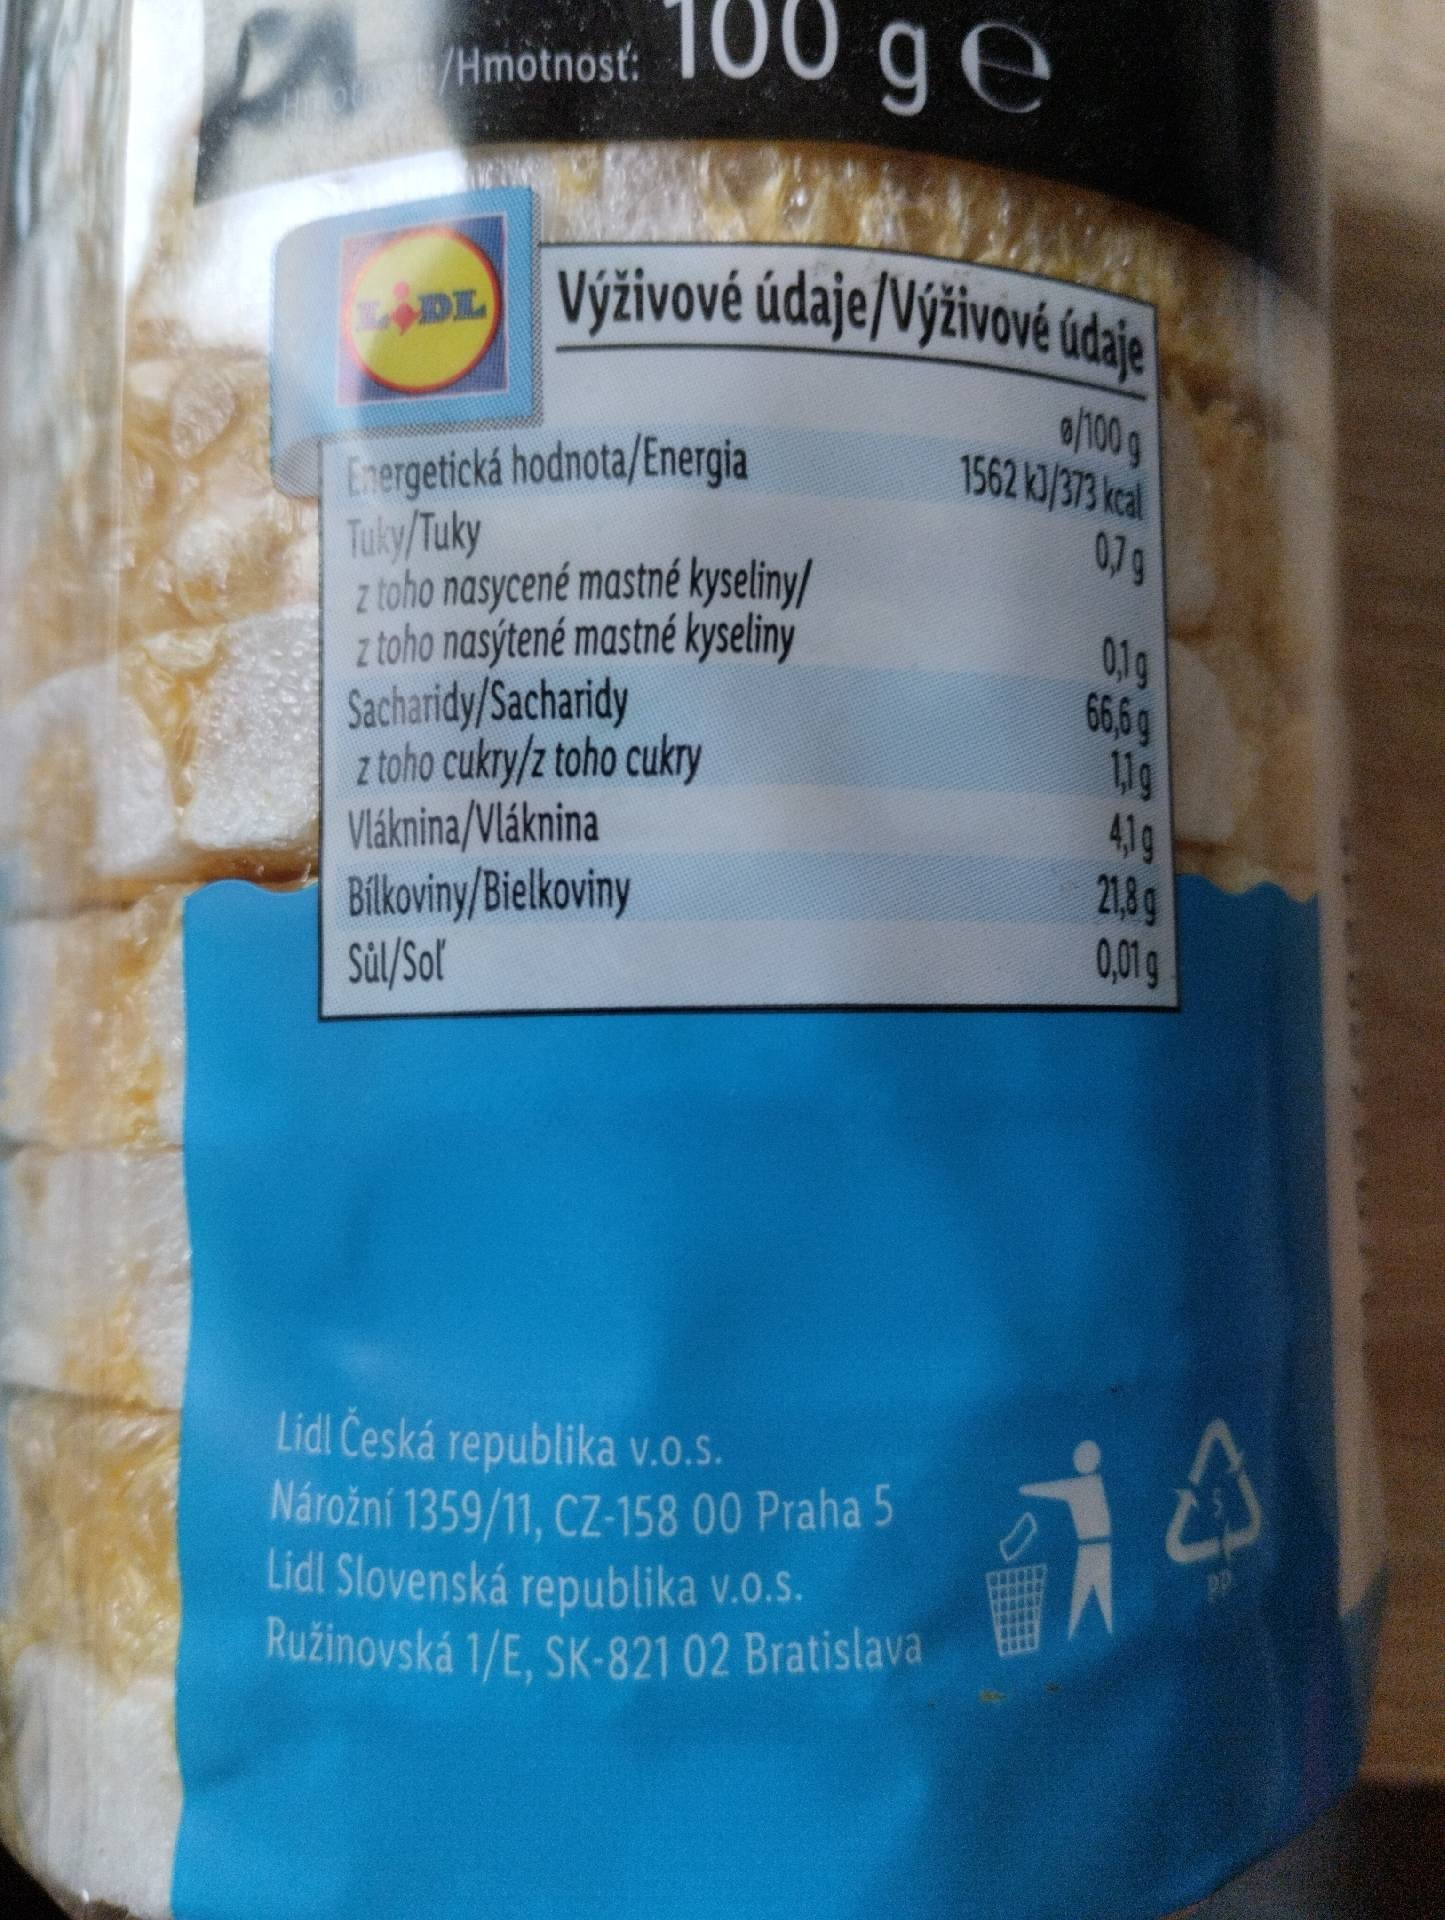 Hmotnost:/Hmotnosť: 100 g e
LIDL
Výživové údaje/Výživové údaje
ø/100 g
Energetická hodnota/Energia 1562 kJ/373 kcal
Tuky/Tuky 0,7 g
z toho nasycené mastné kyseliny/
z toho nasýtené mastné kyseliny 0,1 g
Sacharidy/Sacharidy 66,6 g
z toho cukry/z toho cukry 1,1 g
Vláknina/Vláknina 4,1 g
Bílkoviny/Bielkoviny 21,8 g
Sůl/Soľ 0,01 g
Lidl Česká republika v.o.s.
Nárožní 1359/11, CZ-158 00 Praha 5
Lidl Slovenská republika v.o.s.
Ružinovská 1/E, SK-821 02 Bratislava
5
PP